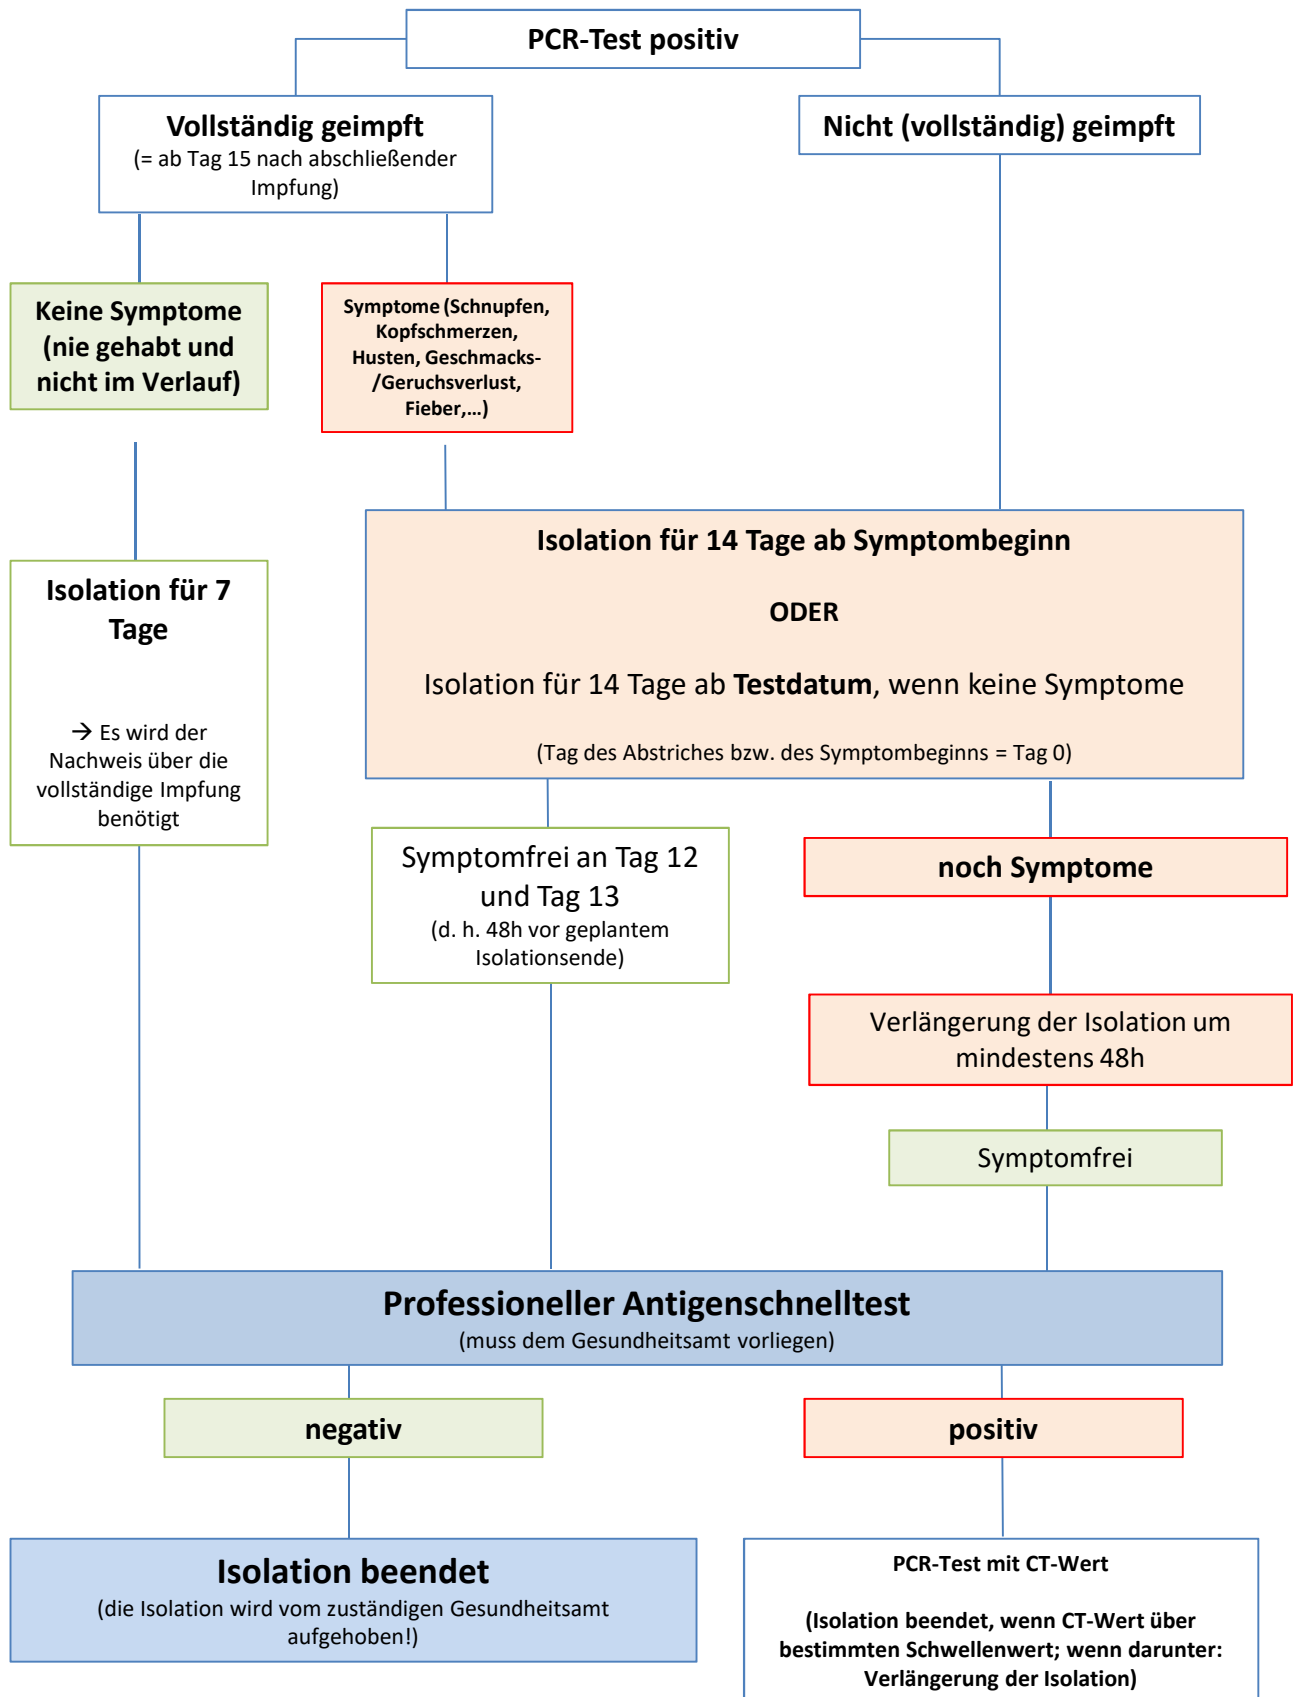 PCR-Test positiv
Vollständig geimpft
(= ab Tag 15 nach abschließender
Impfung)
Nicht (vollständig) geimpft
Keine Symptome
(nie gehabt und
nicht im Verlauf)
Symptome (Schnupfen,
Kopfschmerzen,
Husten, Geschmacks-
/Geruchsverlust,
Fieber,...)
Isolation für 7
Tage
→ Es wird der
Nachweis über die
vollständige Impfung
benötigt
Isolation für 14 Tage ab Symptombeginn
ODER
Isolation für 14 Tage ab Testdatum, wenn keine Symptome
(Tag des Abstriches bzw. des Symptombeginns = Tag 0)
Symptomfrei an Tag 12
und Tag 13
(d. h. 48h vor geplantem
Isolationsende)
noch Symptome
Verlängerung der Isolation um
mindestens 48h
Symptomfrei
Professioneller Antigenschnelltest
(muss dem Gesundheitsamt vorliegen)
negativ
positiv
Isolation beendet
(die Isolation wird vom zuständigen Gesundheitsamt
aufgehoben!)
PCR-Test mit CT-Wert
(Isolation beendet, wenn CT-Wert über
bestimmten Schwellenwert; wenn darunter:
Verlängerung der Isolation)